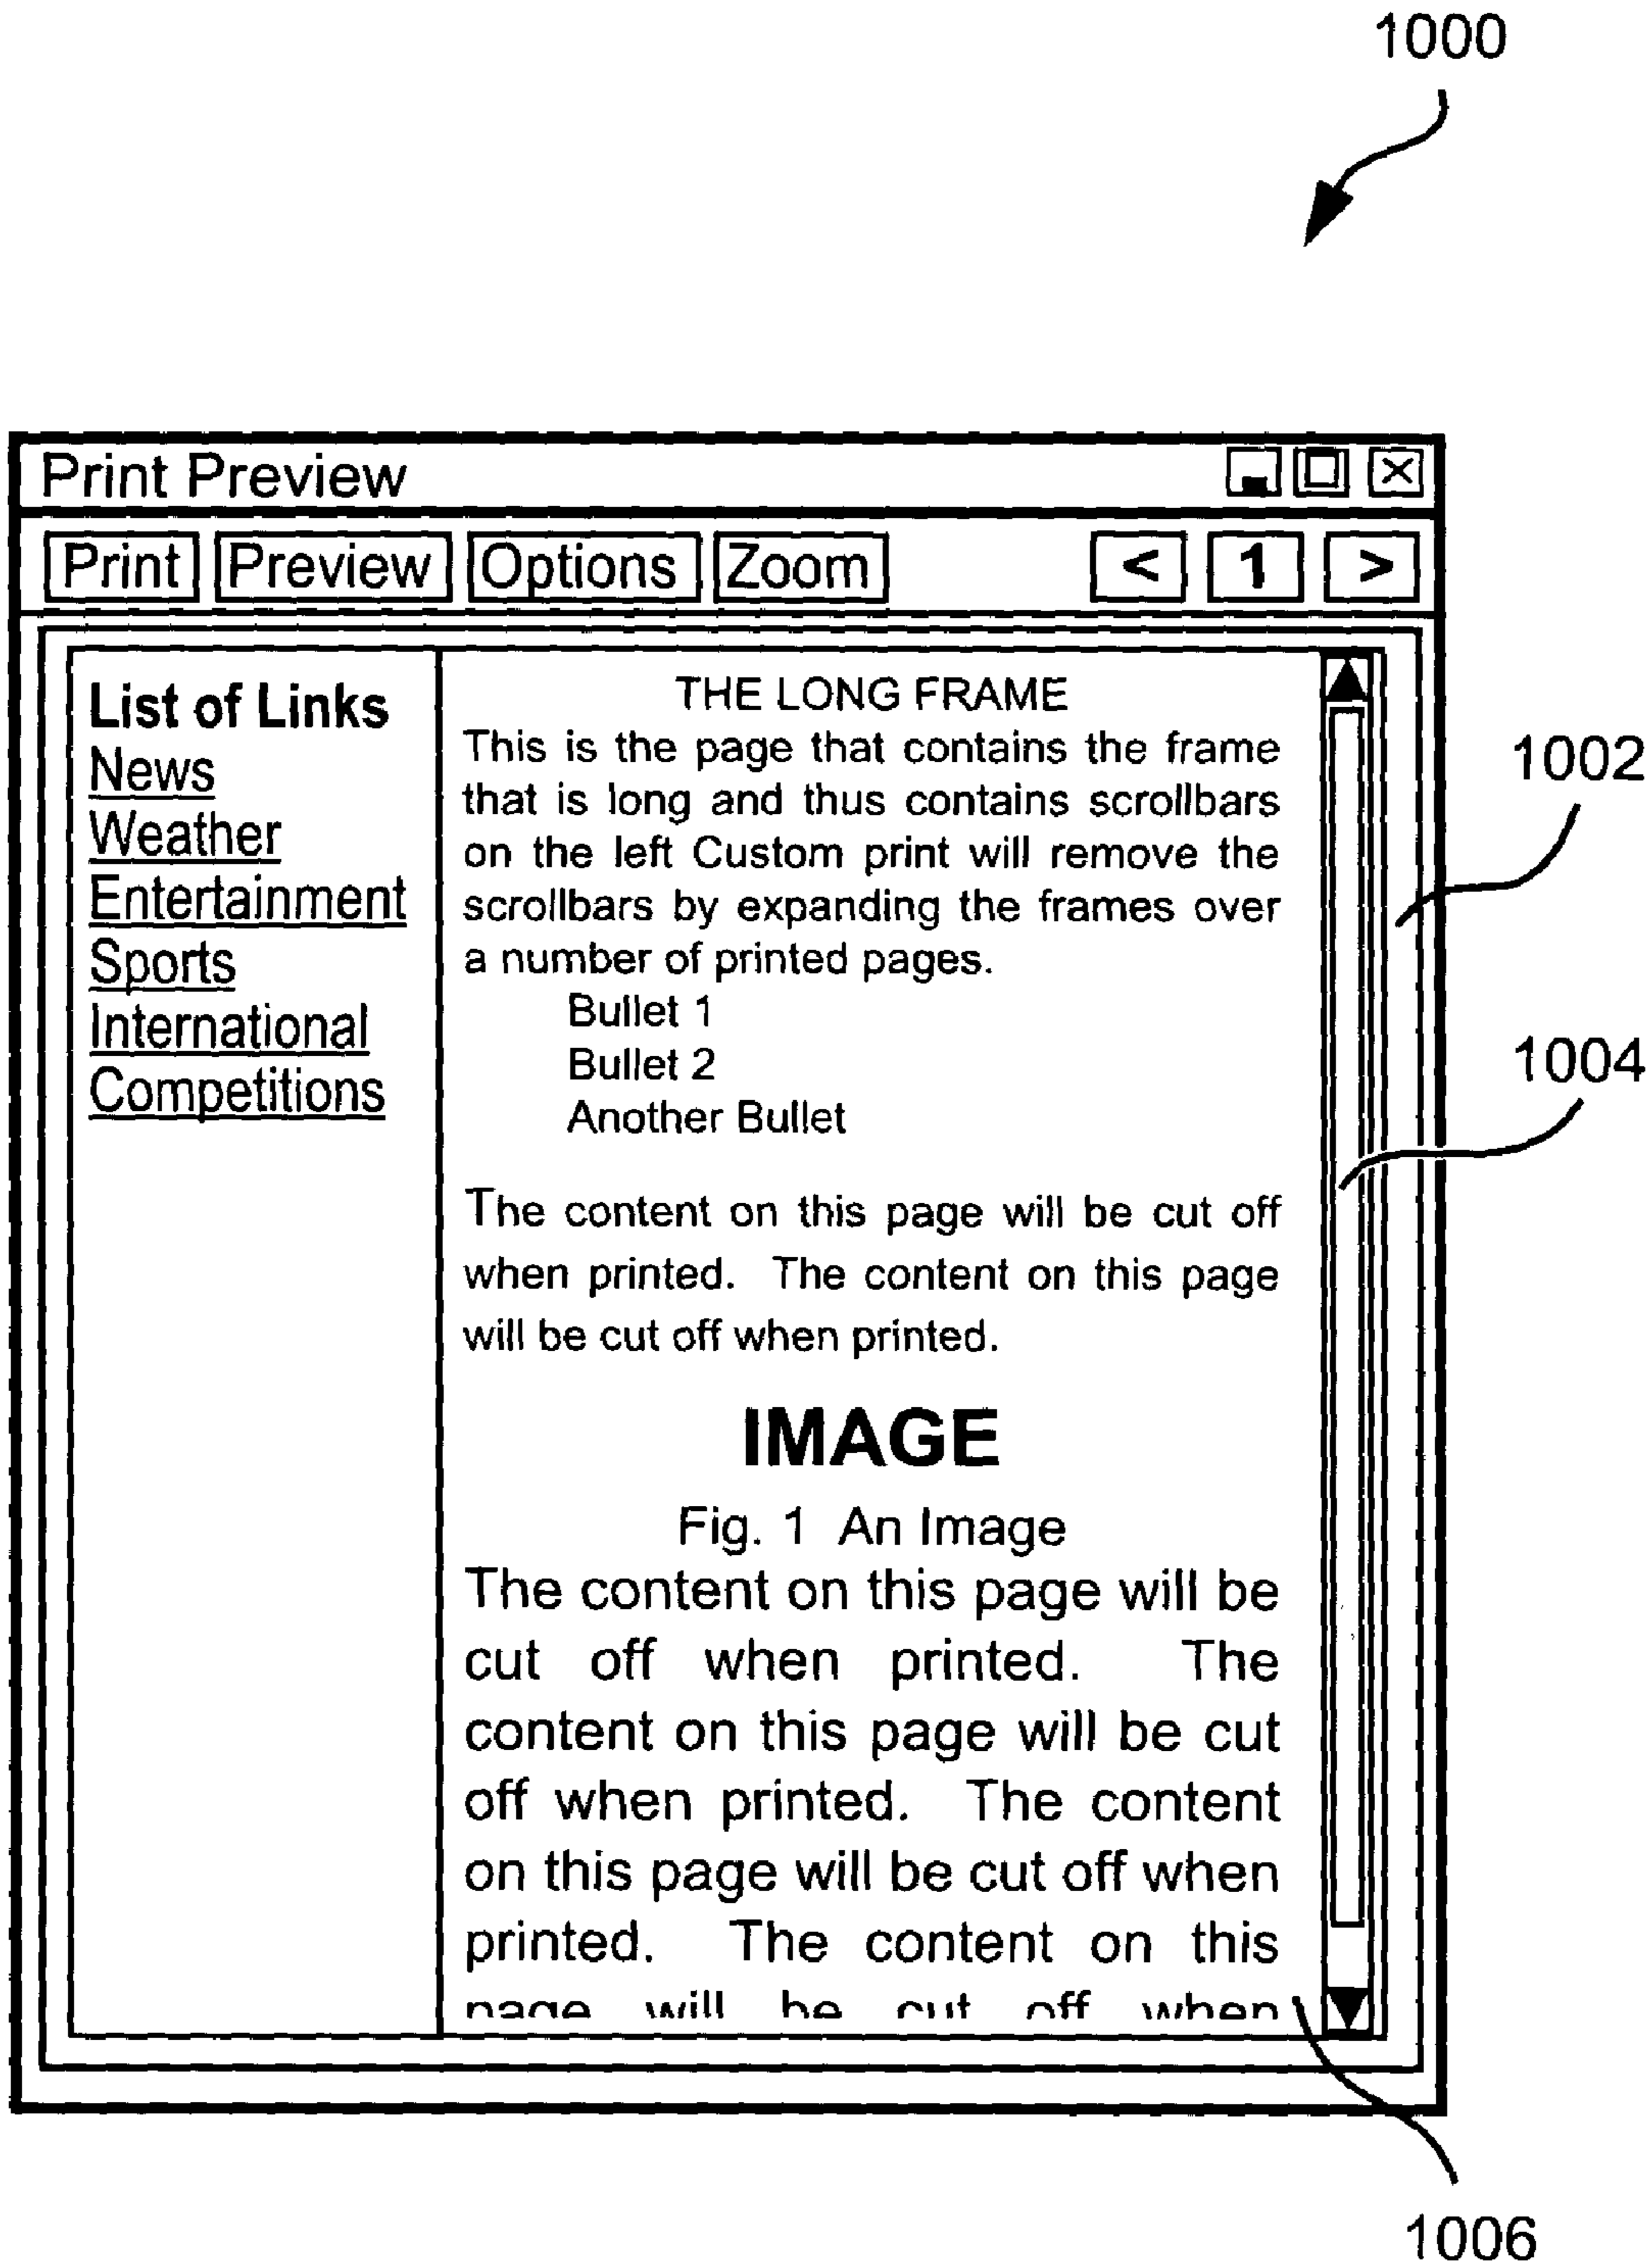 1000
Print Preview
Print Preview Options Zoom < 1 >
List of Links
News
Weather
Entertainment
Sports
International
Competitions
THE LONG FRAME
This is the page that contains the frame
that is long and thus contains scrollbars
on the left Custom print will remove the
scrollbars by expanding the frames over
a number of printed pages.
Bullet 1
Bullet 2
Another Bullet
The content on this page will be cut off
when printed. The content on this page
will be cut off when printed.
IMAGE
Fig. 1 An Image
The content on this page will be
cut off when printed. The
content on this page will be cut
off when printed. The content
on this page will be cut off when
printed. The content on this
page will be cut off when
1002
1004
1006